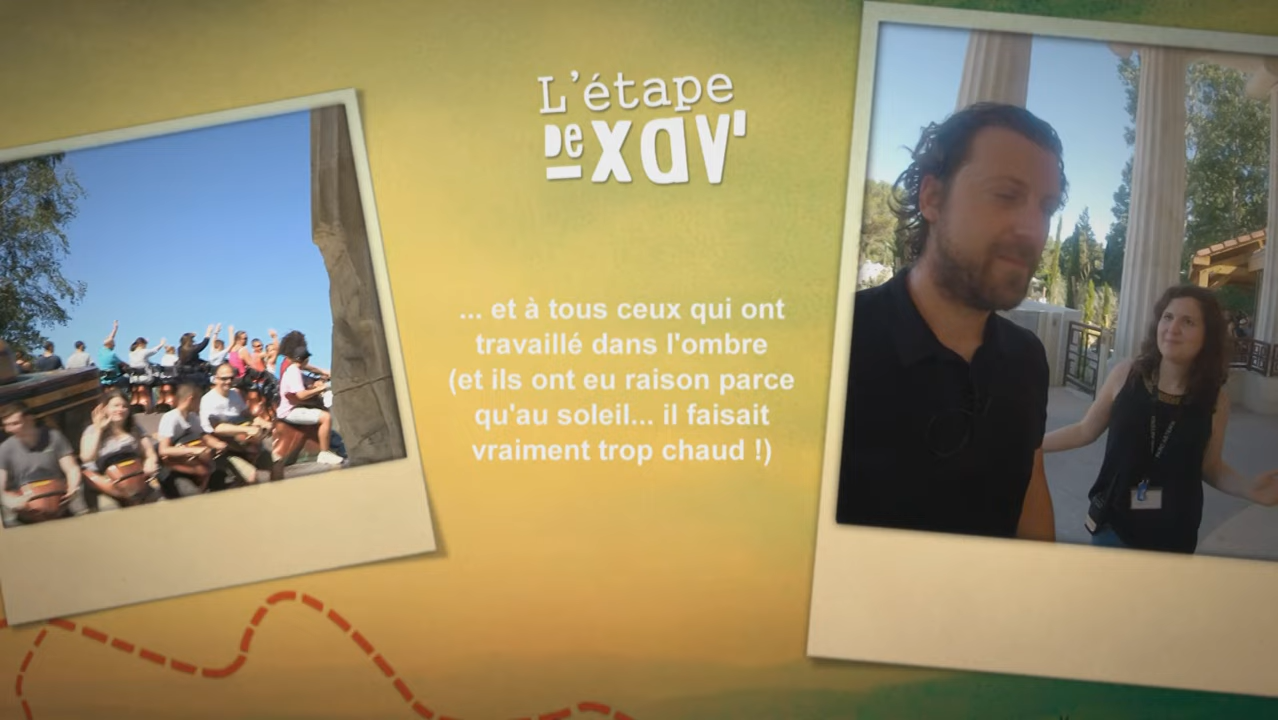 L'étape
DE XAV'
... et à tous ceux qui ont
travaillé dans l'ombre
(et ils ont eu raison parce
qu'au soleil... il faisait
vraiment trop chaud !)